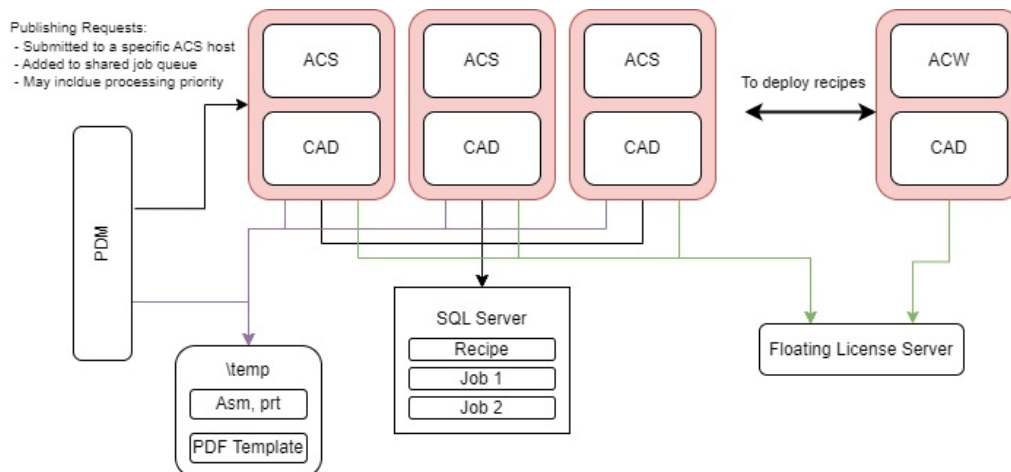 Publishing Requests:
- Submitted to a specific ACS host
- Added to shared job queue
- May incldue processing priority
ACS
ACS
ACS
ACW
To deploy recipes
CAD
CAD
CAD
CAD
PDM
SQL Server
Recipe
Job 1
Job 2
Floating License Server
\temp
Asm, prt
PDF Template